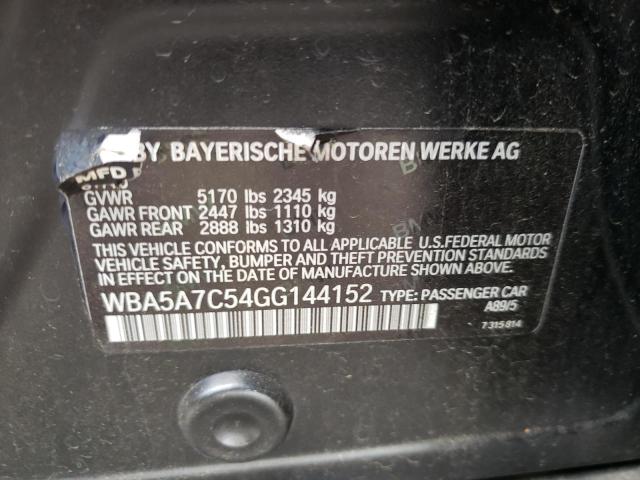 BY BAYERISCHE MOTOREN WERKE AG
MFD
GVWR 5170 lbs 2345 kg
GAWR FRONT 2447 lbs 1110 kg
GAWR REAR 2888 lbs 1310 kg
THIS VEHICLE CONFORMS TO ALL APPLICABLE U.S.FEDERAL MOTOR
VEHICLE SAFETY, BUMPER AND THEFT PREVENTION STANDARDS
IN EFFECT ON THE DATE OF MANUFACTURE SHOWN ABOVE.
WBA5A7C54GG144152 TYPE: PASSENGER CAR
A89/5
7 315 814